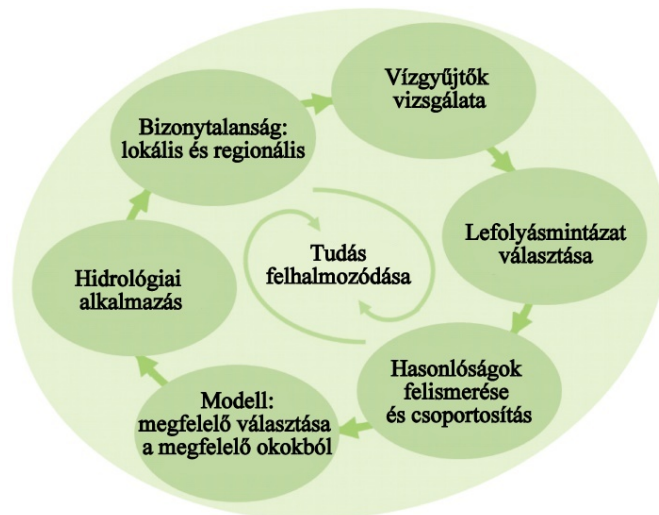 Vízgyűjtők
vizsgálata
Lefolyásmintázat
választása
Hasonlóságok
felismerése
és csoportosítás
Modell:
megfelelő választása
a megfelelő okokból
Hidrológiai
alkalmazás
Bizonytalanság:
lokális és regionális
Tudás
felhalmozódása